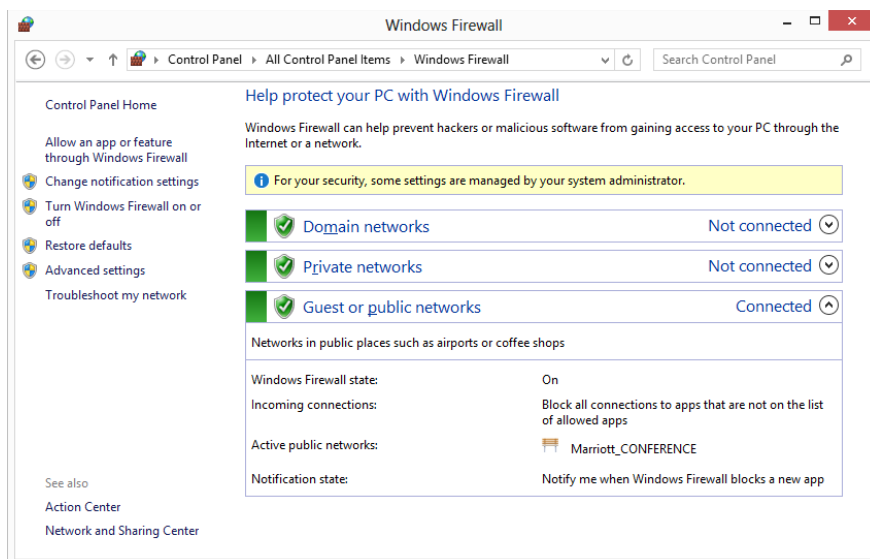 Windows Firewall
Control Panel
All Control Panel Items
Windows Firewall
Search Control Panel
Control Panel Home
Allow an app or feature
through Windows Firewall
Change notification settings
Turn Windows Firewall on or
off
Restore defaults
Advanced settings
Troubleshoot my network
See also
Action Center
Network and Sharing Center
Help protect your PC with Windows Firewall
Windows Firewall can help prevent hackers or malicious software from gaining access to your PC through the
Internet or a network.
For your security, some settings are managed by your system administrator.
Domain networks Not connected
Private networks Not connected
Guest or public networks Connected
Networks in public places such as airports or coffee shops
Windows Firewall state: On
Incoming connections: Block all connections to apps that are not on the list
of allowed apps
Active public networks: Marriott_CONFERENCE
Notification state: Notify me when Windows Firewall blocks a new app